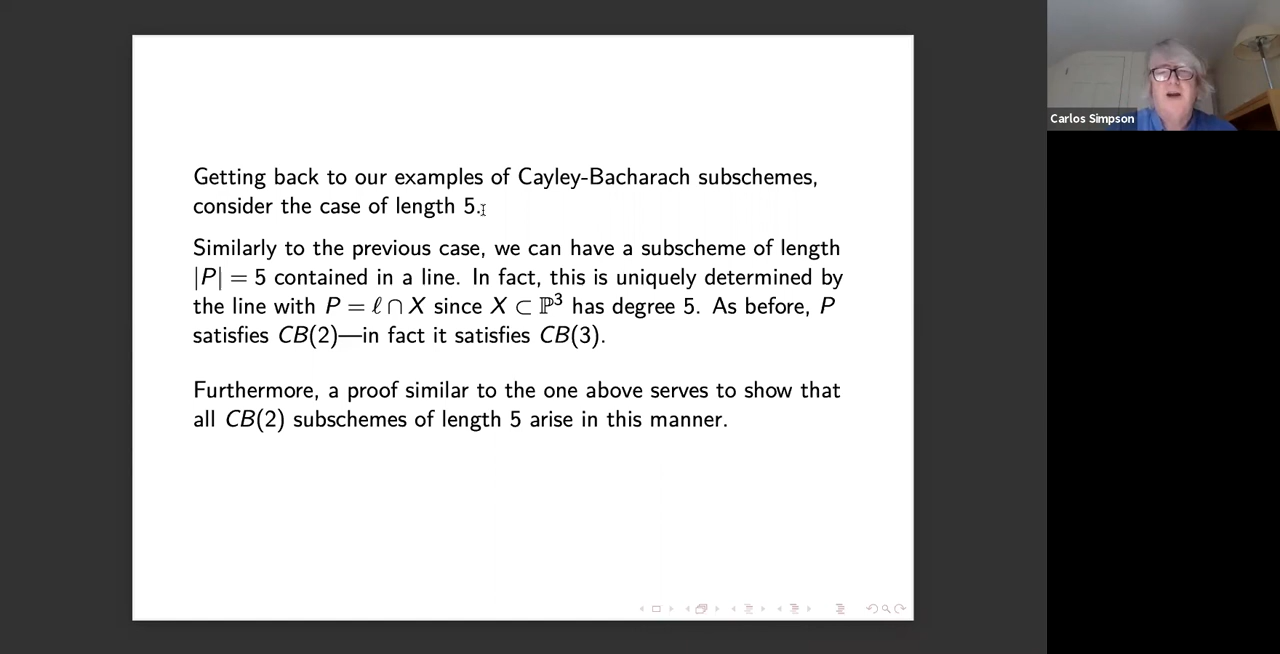 Getting back to our examples of Cayley-Bacharach subschemes,
consider the case of length 5.
Similarly to the previous case, we can have a subscheme of length
|P| = 5 contained in a line. In fact, this is uniquely determined by
the line with P = ℓ ∩ X since X ⊂ ℙ³ has degree 5. As before, P
satisfies CB(2)—in fact it satisfies CB(3).
Furthermore, a proof similar to the one above serves to show that
all CB(2) subschemes of length 5 arise in this manner.
Carlos Simpson